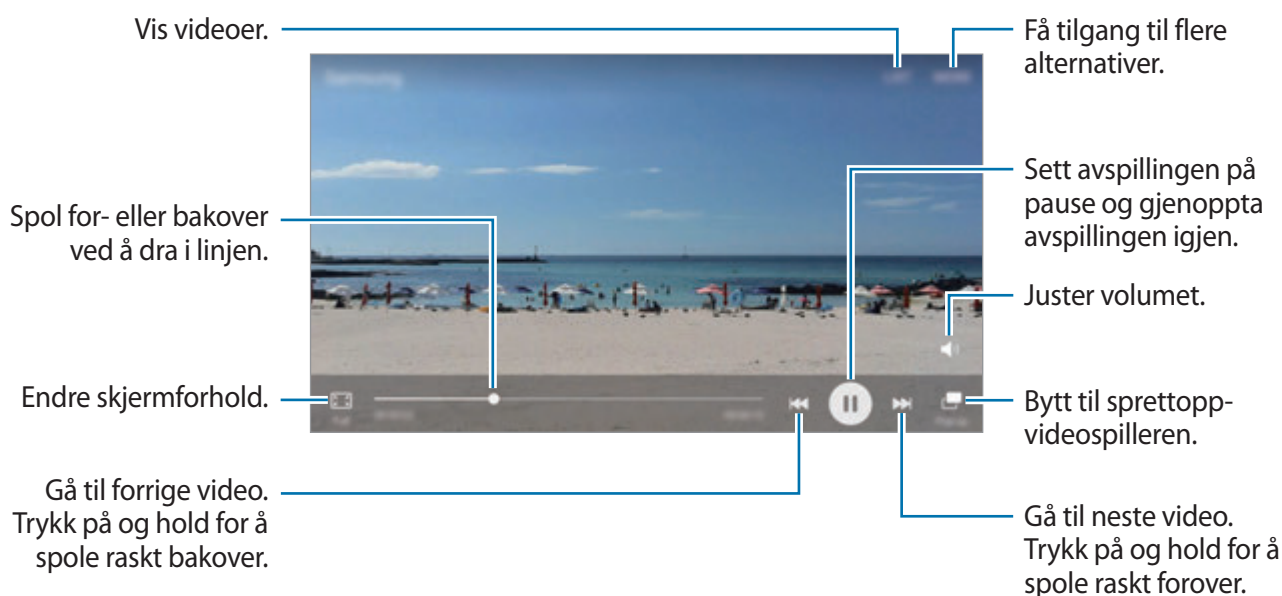 Vis videoer.
Få tilgang til flere
alternativer.
Sett avspillingen på
pause og gjenoppta
avspillingen igjen.
Spol for- eller bakover
ved å dra i linjen.
Juster volumet.
Endre skjermforhold.
Bytt til sprettopp-
videospilleren.
Gå til forrige video.
Trykk på og hold for å
spole raskt bakover.
Gå til neste video.
Trykk på og hold for å
spole raskt forover.